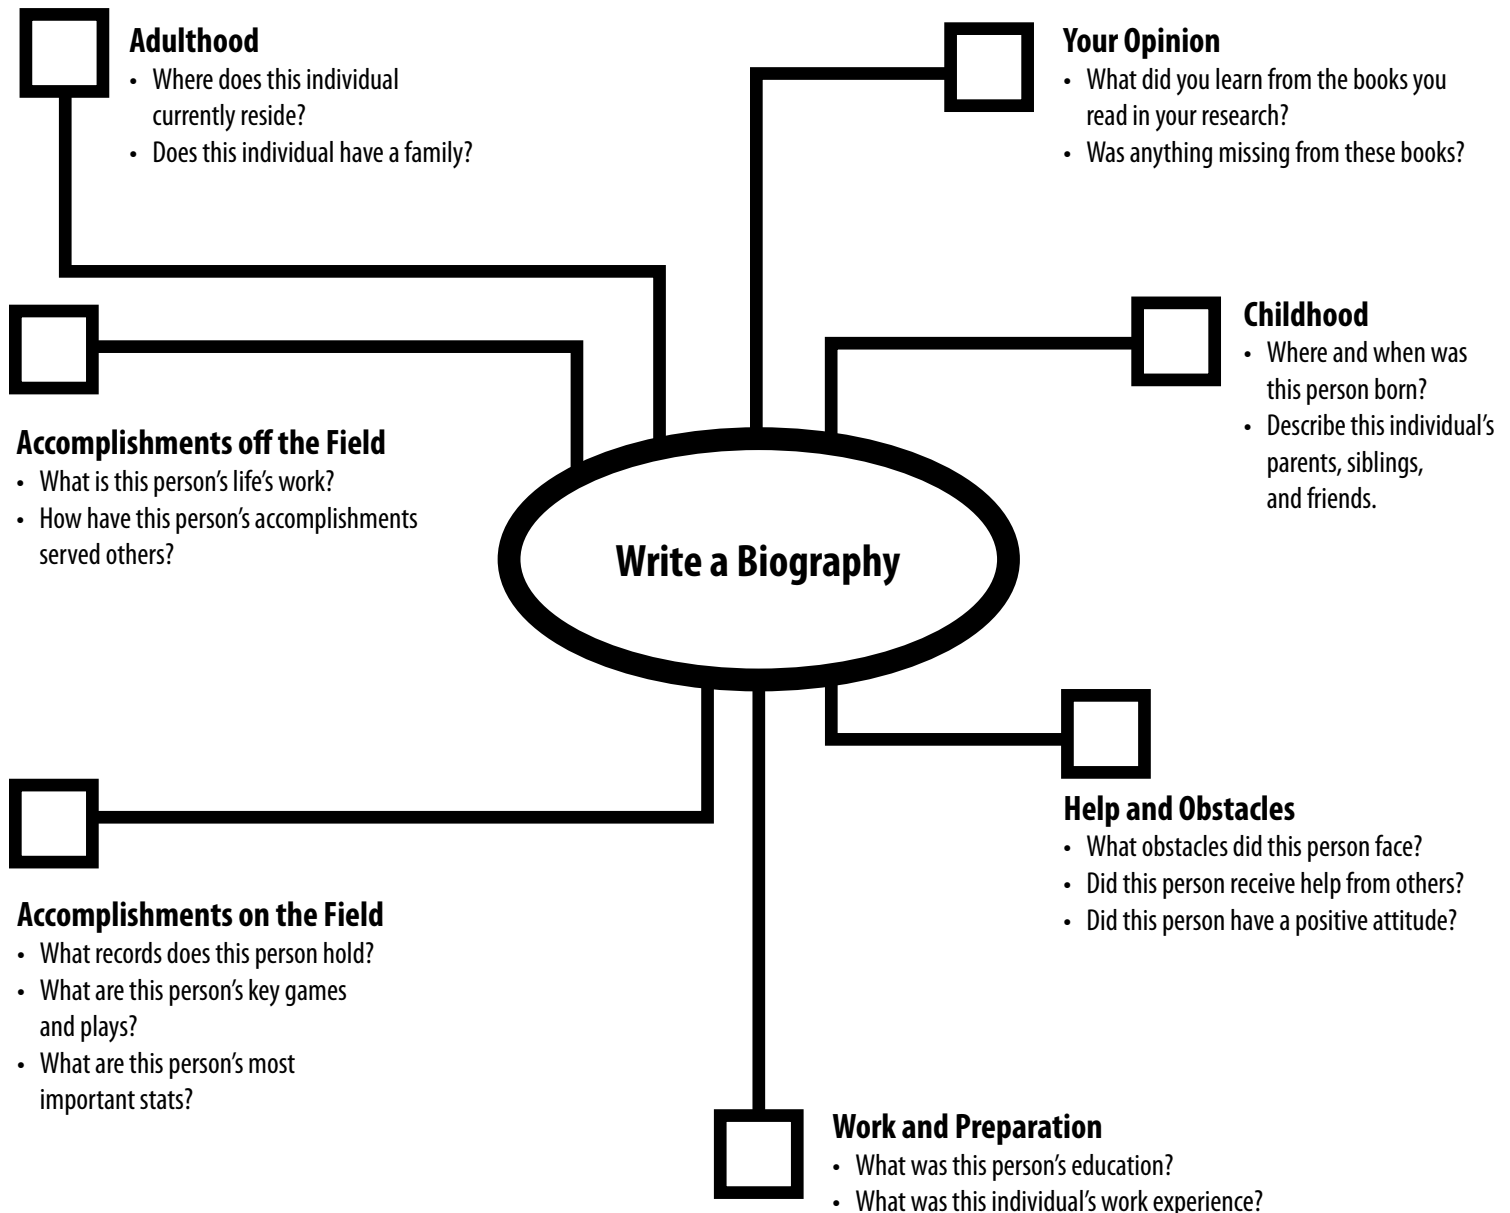 Adulthood
• Where does this individual
currently reside?
• Does this individual have a family?
Your Opinion
• What did you learn from the books you
read in your research?
• Was anything missing from these books?
Childhood
• Where and when was
this person born?
• Describe this individual’s
parents, siblings,
and friends.
Accomplishments off the Field
• What is this person’s life’s work?
• How have this person’s accomplishments
served others?
Write a Biography
Help and Obstacles
• What obstacles did this person face?
• Did this person receive help from others?
• Did this person have a positive attitude?
Accomplishments on the Field
• What records does this person hold?
• What are this person’s key games
and plays?
• What are this person’s most
important stats?
Work and Preparation
• What was this person’s education?
• What was this individual’s work experience?